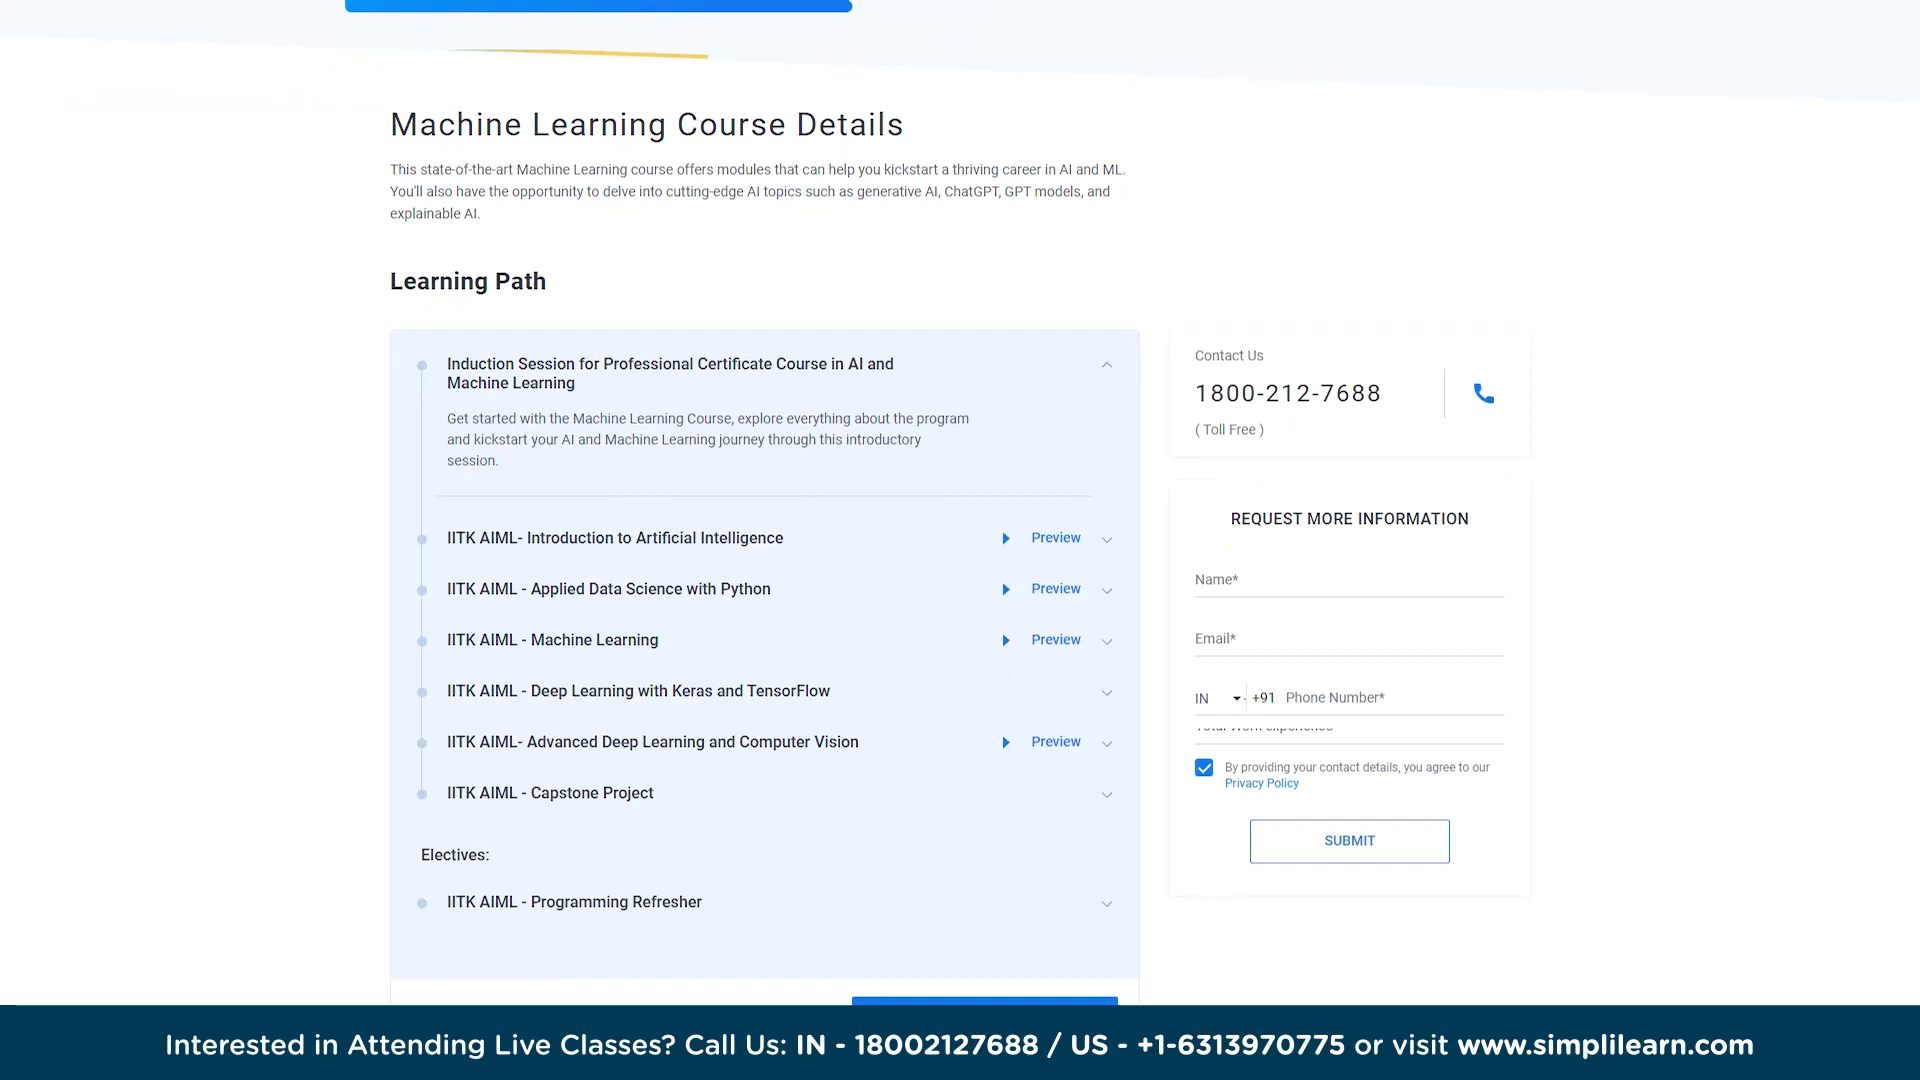 Machine Learning Course Details
This state-of-the-art Machine Learning course offers modules that can help you kickstart a thriving career in AI and ML.
You'll also have the opportunity to delve into cutting-edge AI topics such as generative AI, ChatGPT, GPT models, and
explainable AI.
Learning Path
Induction Session for Professional Certificate Course in AI and
Machine Learning
Get started with the Machine Learning Course, explore everything about the program
and kickstart your AI and Machine Learning journey through this introductory
session.
IITK AIML- Introduction to Artificial Intelligence Preview
IITK AIML - Applied Data Science with Python Preview
IITK AIML - Machine Learning Preview
IITK AIML - Deep Learning with Keras and TensorFlow
IITK AIML- Advanced Deep Learning and Computer Vision Preview
IITK AIML - Capstone Project
Electives:
IITK AIML - Programming Refresher
Contact Us
1800-212-7688
( Toll Free )
REQUEST MORE INFORMATION
Name*
Email*
IN +91 Phone Number*
Total Work experience
By providing your contact details, you agree to our
Privacy Policy
SUBMIT
Interested in Attending Live Classes? Call Us: IN - 18002127688 / US - +1-6313970775 or visit www.simplilearn.com